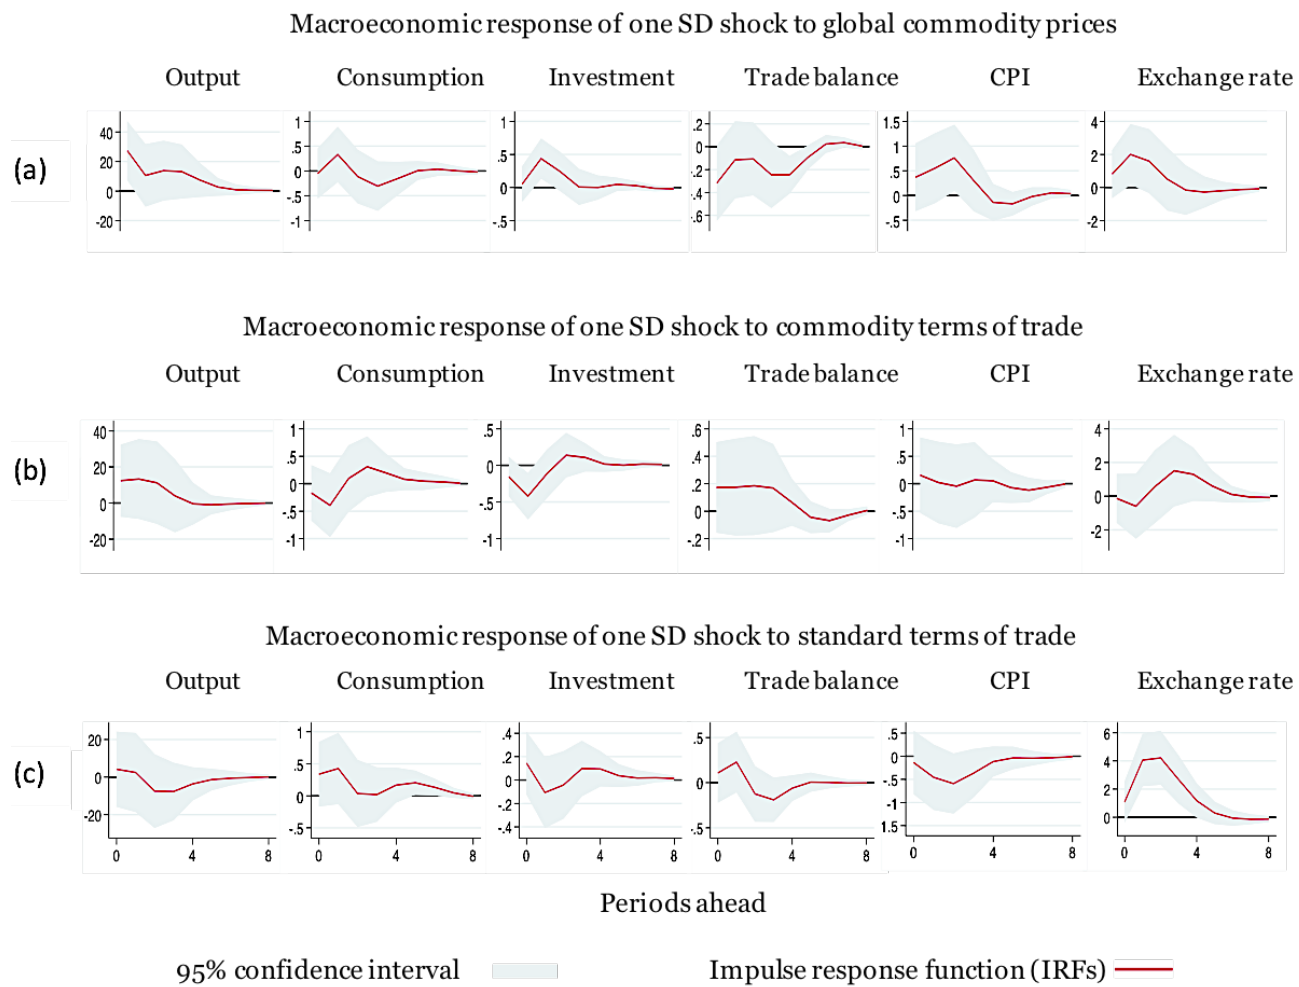 Macroeconomic response of one SD shock to global commodity prices
Output Consumption Investment Trade balance CPI Exchange rate
(a)
40 20 0 -20
1 .5 0 -.5 -1
1 .5 0 -.5
.2 0 -.2 -.4 -.6
1.5 1 .5 0 -.5
4 2 0 -2
Macroeconomic response of one SD shock to commodity terms of trade
Output Consumption Investment Trade balance CPI Exchange rate
(b)
40 20 0 -20
1 .5 0 -.5 -1
.5 0 -.5 -1
.6 .4 .2 0 -.2
1 .5 0 -.5 -1
4 2 0 -2
Macroeconomic response of one SD shock to standard terms of trade
Output Consumption Investment Trade balance CPI Exchange rate
(c)
20 0 -20
1 .5 0 -.5
.4 .2 0 -.2 -.4
.5 0 -.5
0.5 0 -.5 -1 1.5
6 4 2 0
0 4 8 0 4 8 0 4 8 0 4 8 0 4 8 0 4 8
Periods ahead
95% confidence interval Impulse response function (IRFs)